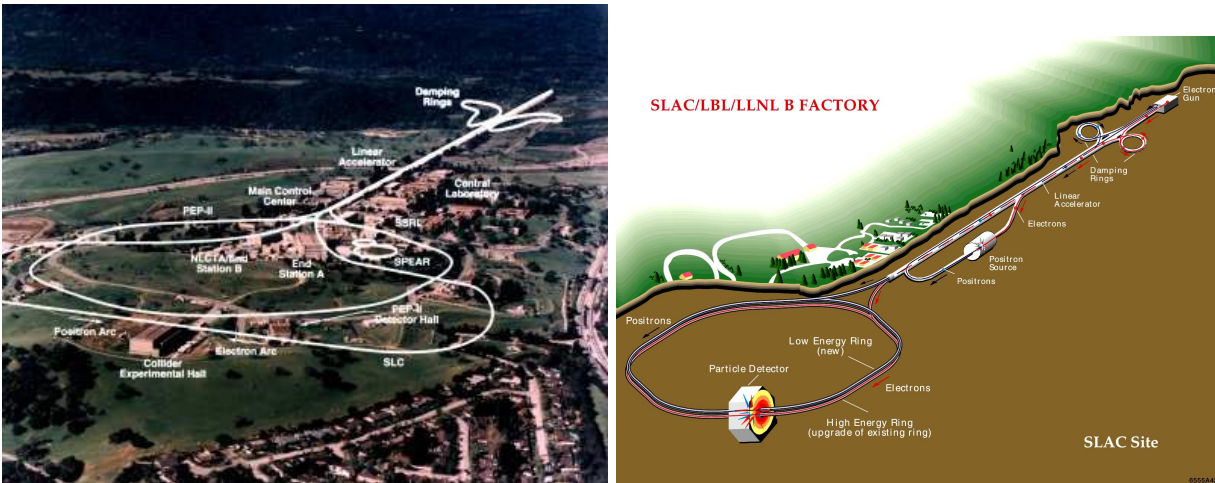 Damping
Rings
Linear
Accelerator
Main Control
Center
Central
Laboratory
PEP-II
SSRL
NLCTA/End
Station B
End
Station A
SPEAR
PEP-II
Detector Hall
Positron Arc
Electron Arc
Collider
Experimental Hall
SLC
SLAC/LBL/LLNL B FACTORY
Electron
Gun
Damping
Rings
Linear
Accelerator
Electrons
Positron
Source
Positrons
Positrons
Low Energy Ring
(new)
Particle Detector
Electrons
High Energy Ring
(upgrade of existing ring)
SLAC Site